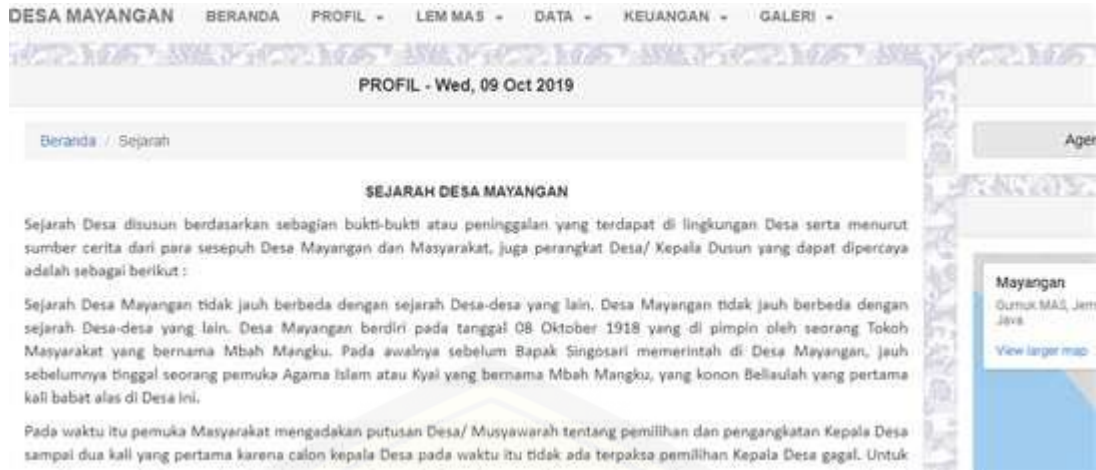 DESA MAYANGAN BERANDA PROFIL LEM MAS DATA KEUANGAN GALERI
PROFIL - Wed, 09 Oct 2019
Beranda / Sejarah
Agen
SEJARAH DESA MAYANGAN
Sejarah Desa disusun berdasarkan sebagian bukti-bukti atau peninggalan yang terdapat di lingkungan Desa serta menurut
sumber cerita dari para sesepuh Desa Mayangan dan Masyarakat, juga perangkat Desa/ Kepala Dusun yang dapat dipercaya
adalah sebagai berikut :
Sejarah Desa Mayangan tidak jauh berbeda dengan sejarah Desa-desa yang lain. Desa Mayangan tidak jauh berbeda dengan
sejarah Desa-desa yang lain. Desa Mayangan berdiri pada tanggal 08 Oktober 1918 yang di pimpin oleh seorang Tokoh
Masyarakat yang bernama Mbah Mangku. Pada awalnya sebelum Bapak Singosari memerintah di Desa Mayangan, jauh
sebelumnya tinggal seorang pemuka Agama Islam atau Kyai yang bernama Mbah Mangku, yang konon Beliaulah yang pertama
kali babat alas di Desa ini.
Pada waktu itu pemuka Masyarakat mengadakan putusan Desa/ Musyawarah tentang pemilihan dan pengangkatan Kepala Desa
sampai dua kali yang pertama karena calon kepala Desa pada waktu itu tidak ada terpaksa pemilihan Kepala Desa gagal. Untuk
Mayangan
Gumuk MAS, Jem
Java
View larger map